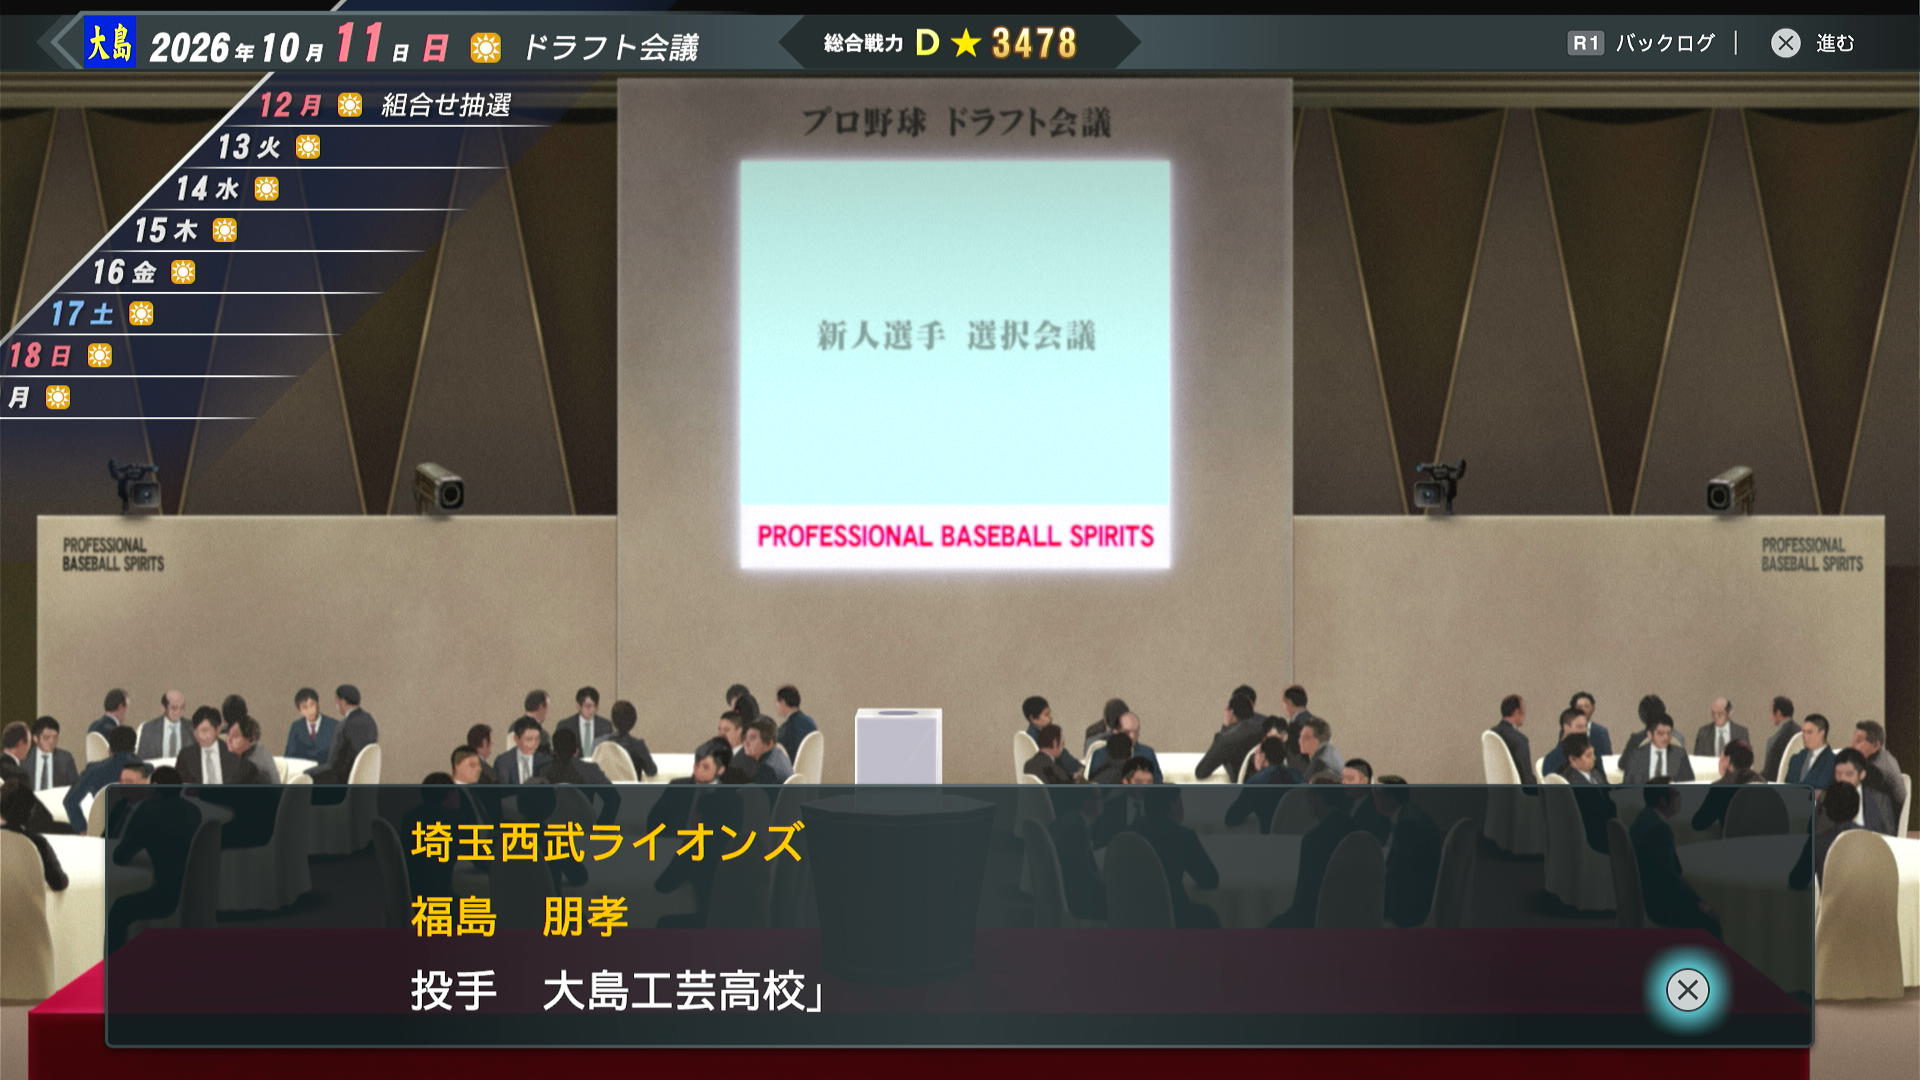 大島 2026年10月11日 日 ドラフト会議
総合戦力 D ★ 3478
R1 バックログ | 進む
12 月 組合せ抽選
13 火
14 水
15 木
16 金
17 土
18 日
月
プロ野球 ドラフト会議
新人選手 選択会議
PROFESSIONAL BASEBALL SPIRITS
PROFESSIONAL
BASEBALL SPIRITS
PROFESSIONAL
BASEBALL SPIRITS
埼玉西武ライオンズ
福島 朋孝
投手 大島工芸高校」